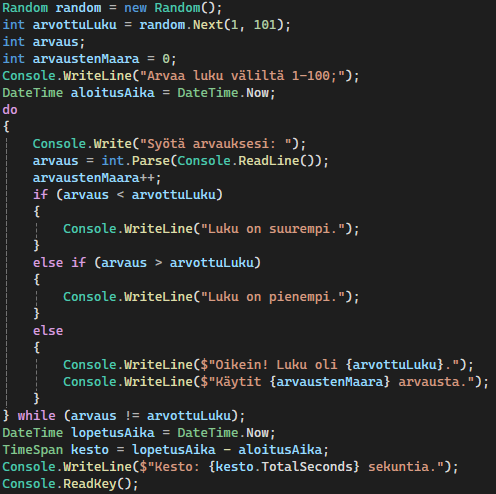 Random random = new Random();
int arvottuLuku = random.Next(1, 101);
int arvaus;
int arvaustenMaara = 0;
Console.WriteLine("Arvaa luku väliltä 1-100;");
DateTime aloitusAika = DateTime.Now;
do
{
    Console.Write("Syötä arvauksesi: ");
    arvaus = int.Parse(Console.ReadLine());
    arvaustenMaara++;
    if (arvaus < arvottuLuku)
    {
        Console.WriteLine("Luku on suurempi.");
    }
    else if (arvaus > arvottuLuku)
    {
        Console.WriteLine("Luku on pienempi.");
    }
    else
    {
        Console.WriteLine($"Oikein! Luku oli {arvottuLuku}.");
        Console.WriteLine($"Käytit {arvaustenMaara} arvausta.");
    }
} while (arvaus != arvottuLuku);
DateTime lopetusAika = DateTime.Now;
TimeSpan kesto = lopetusAika - aloitusAika;
Console.WriteLine($"Kesto: {kesto.TotalSeconds} sekuntia.");
Console.ReadKey();